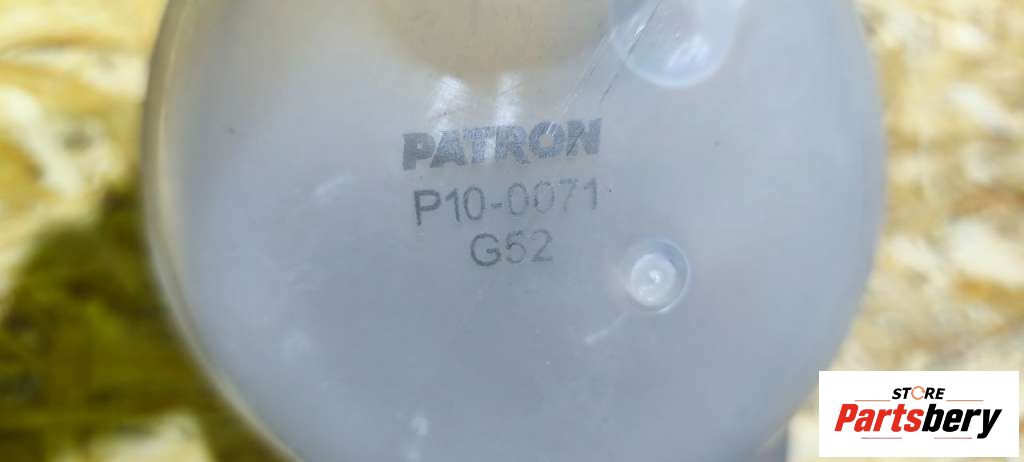 PATRON
P10-0071
G52
STORE
Partsbery